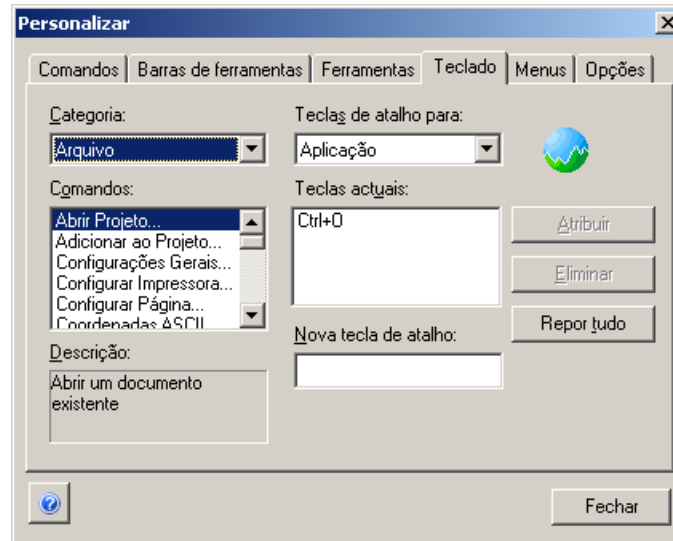 Personalizar
Comandos
Barras de ferramentas
Ferramentas
Teclado
Menus
Opções
Categoria:
Arquivo
Comandos:
Abrir Projeto...
Adicionar ao Projeto...
Configurações Gerais...
Configurar Impressora...
Configurar Página...
Coordenadas ASCII
Descrição:
Abrir um documento
existente
Teclas de atalho para:
Aplicação
Teclas actuais:
Ctrl+O
Nova tecla de atalho:
Atribuir
Eliminar
Repor tudo
Fechar